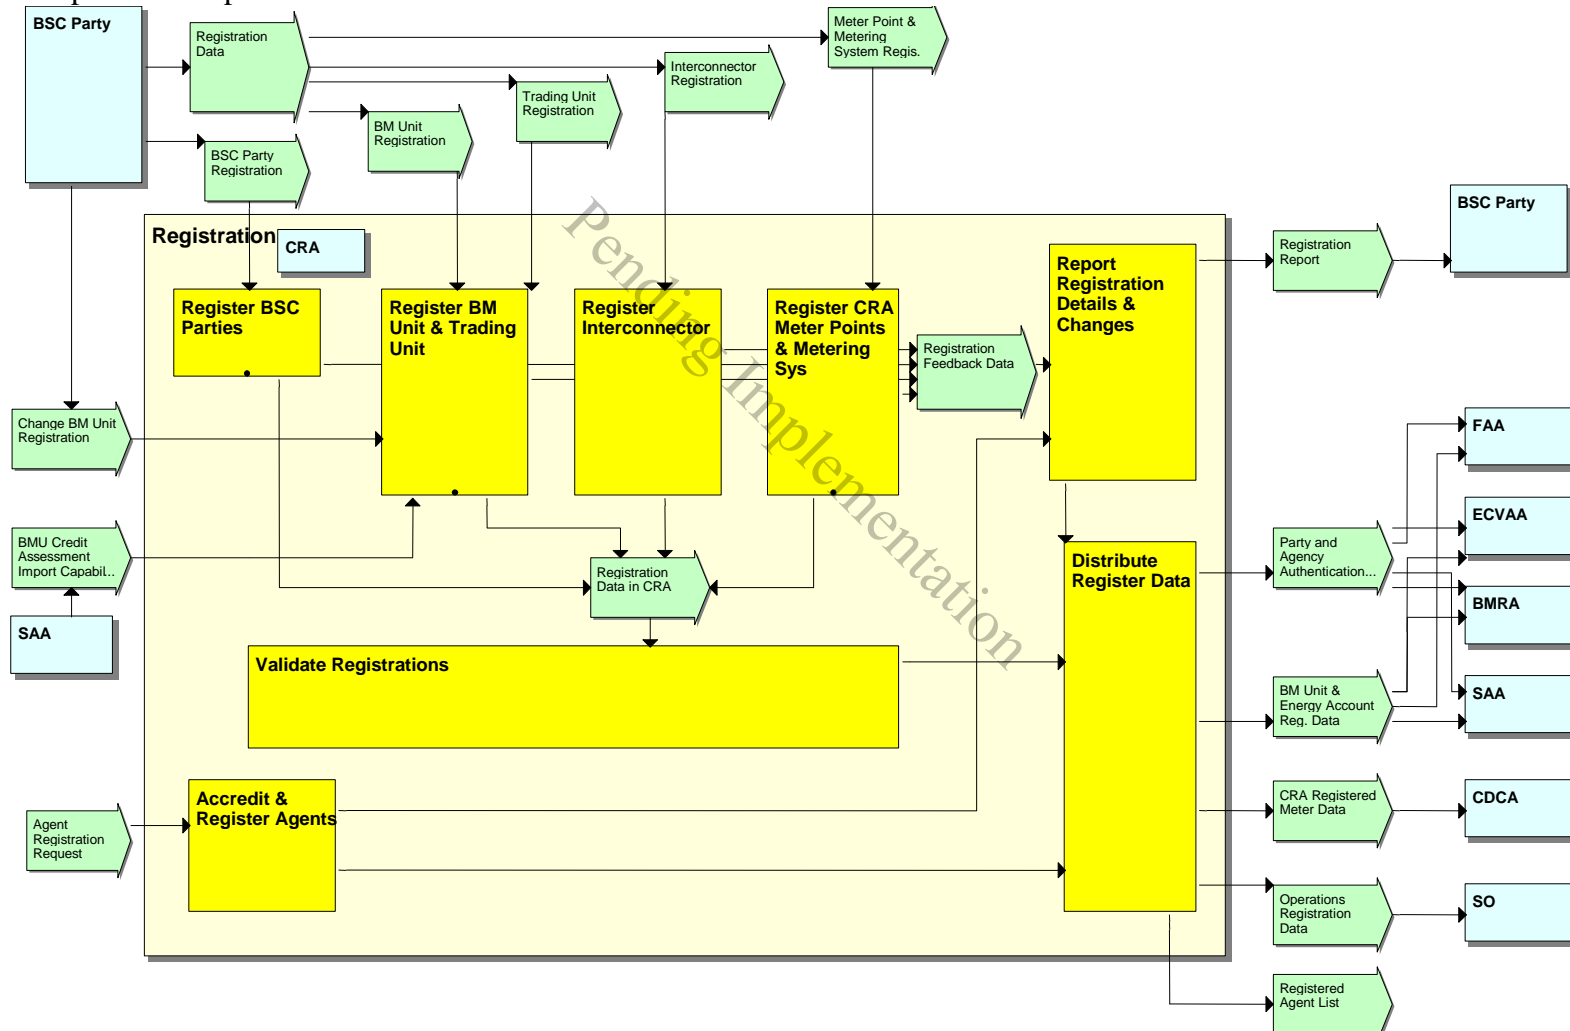 BSC Party
Registration
Data
Meter Point &
Metering
System Regis.
Interconnector
Registration
Trading Unit
Registration
BM Unit
Registration
BSC Party
Registration
BSC Party
Registration
CRA
Registration
Report
Report
Registration
Details &
Changes
Register BSC
Parties
Register BM
Unit & Trading
Unit
Register
Interconnector
Register CRA
Meter Points
& Metering
Sys
Registration
Feedback Data
Change BM Unit
Registration
FAA
ECVAA
BMU Credit
Assessment
Import Capabil...
Party and
Agency
Authentication...
Registration
Data in CRA
Distribute
Register Data
BMRA
SAA
Validate Registrations
BM Unit &
Energy Account
Reg. Data
SAA
Accredit &
Register Agents
CRA Registered
Meter Data
CDCA
Agent
Registration
Request
Operations
Registration
Data
SO
Registered
Agent List
Pending Implementation